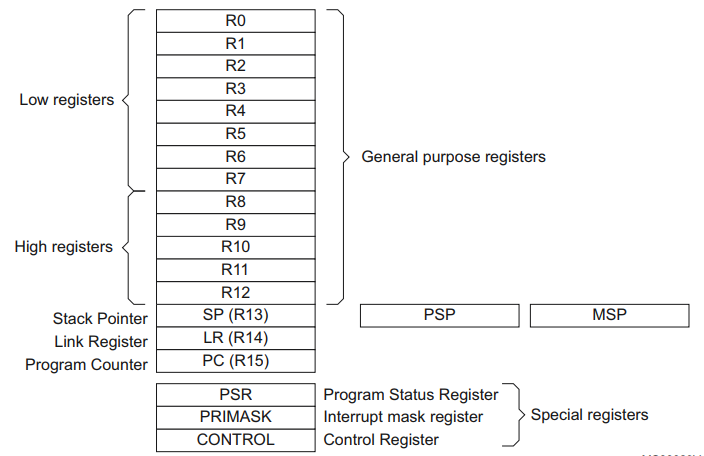 R0
R1
R2
Low registers
R3
R4
R5
R6
General purpose registers
R7
R8
R9
High registers
R10
R11
R12
Stack Pointer SP (R13) PSP MSP
Link Register LR (R14)
Program Counter PC (R15)
PSR Program Status Register
PRIMASK Interrupt mask register Special registers
CONTROL Control Register